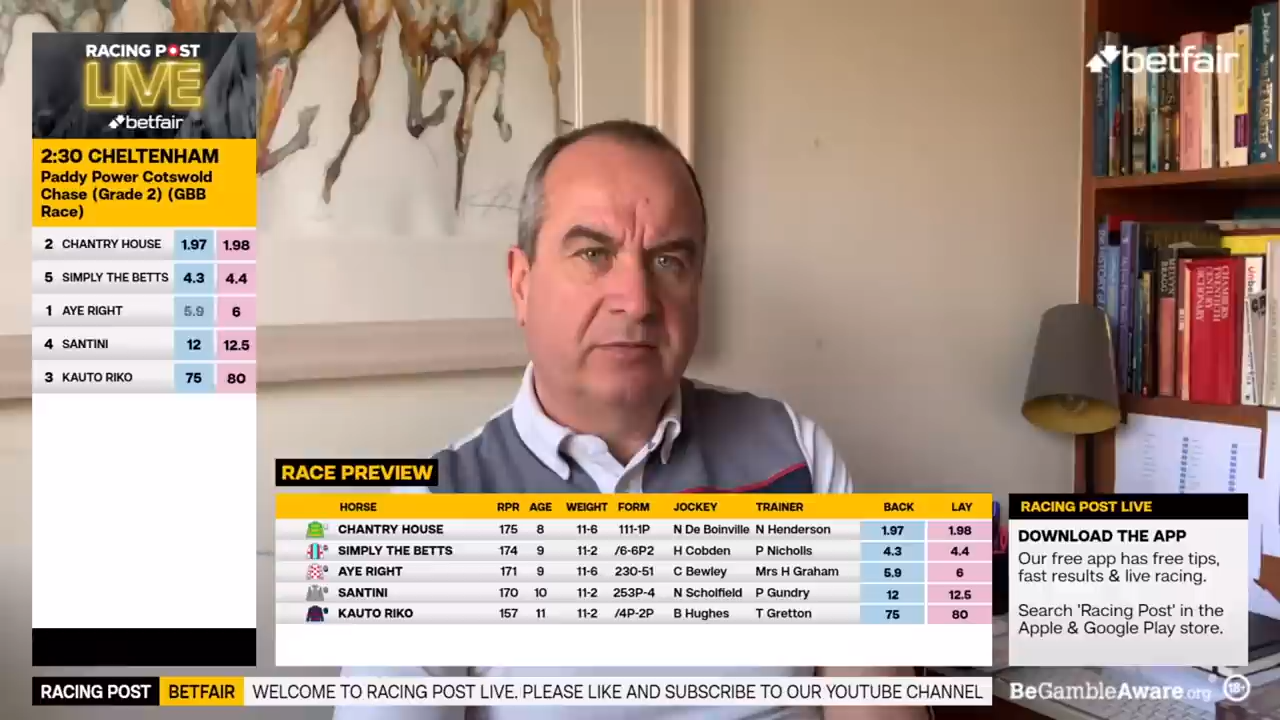 RACING POST
LIVE
betfair
betfair
2:30 CHELTENHAM
Paddy Power Cotswold
Chase (Grade 2) (GBB
Race)
2 CHANTRY HOUSE 1.97 1.98
5 SIMPLY THE BETTS 4.3 4.4
1 AYE RIGHT 5.9 6
4 SANTINI 12 12.5
3 KAUTO RIKO 75 80
CHAMBERS
TWENTIETH
CENTURY
DICTIONARY
MELVYN
BRAGG
RACE PREVIEW
HORSE RPR AGE WEIGHT FORM JOCKEY TRAINER BACK LAY
CHANTRY HOUSE 175 8 11-6 111-1P N De Boinville N Henderson 1.97 1.98
SIMPLY THE BETTS 174 9 11-2 /6-6P2 H Cobden P Nicholls 4.3 4.4
AYE RIGHT 171 9 11-6 230-51 C Bewley Mrs H Graham 5.9 6
SANTINI 170 10 11-2 253P-4 N Scholfield P Gundry 12 12.5
KAUTO RIKO 157 11 11-2 /4P-2P B Hughes T Gretton 75 80
RACING POST LIVE
DOWNLOAD THE APP
Our free app has free tips,
fast results & live racing.
Search 'Racing Post' in the
Apple & Google Play store.
RACING POST BETFAIR WELCOME TO RACING POST LIVE. PLEASE LIKE AND SUBSCRIBE TO OUR YOUTUBE CHANNEL
BeGambleAware.org 18+